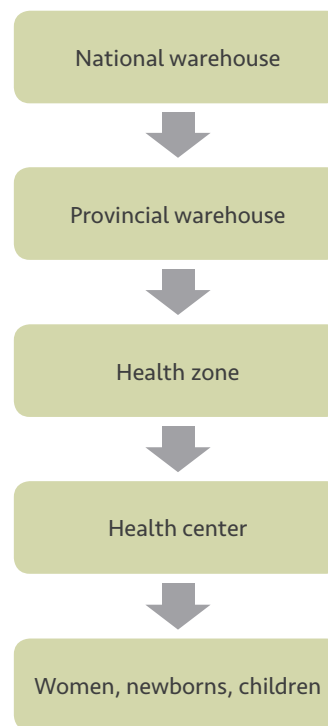 National warehouse
Provincial warehouse
Health zone
Health center
Women, newborns, children